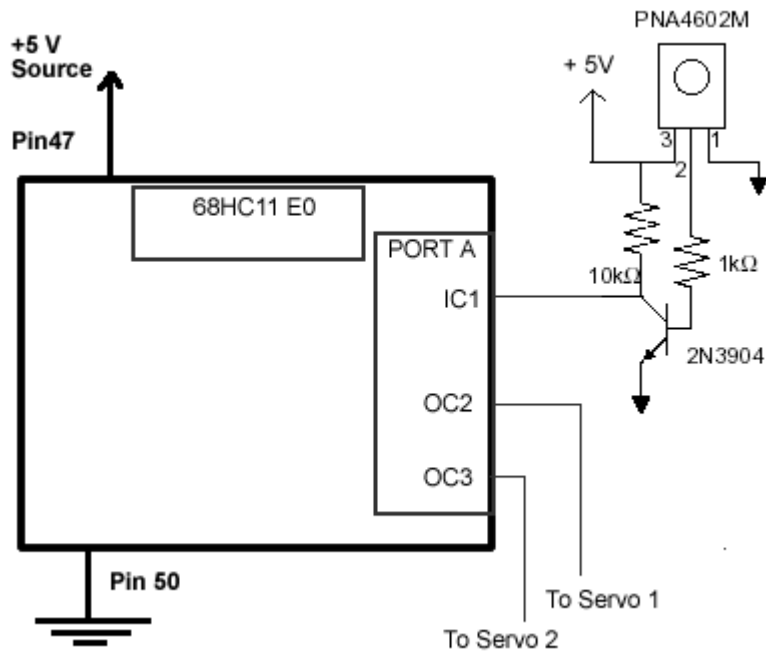 PNA4602M
+5 V
Source
+ 5V
Pin47
3
2
1
68HC11 E0
PORT A
10kΩ
1kΩ
IC1
2N3904
OC2
OC3
Pin 50
To Servo 1
To Servo 2